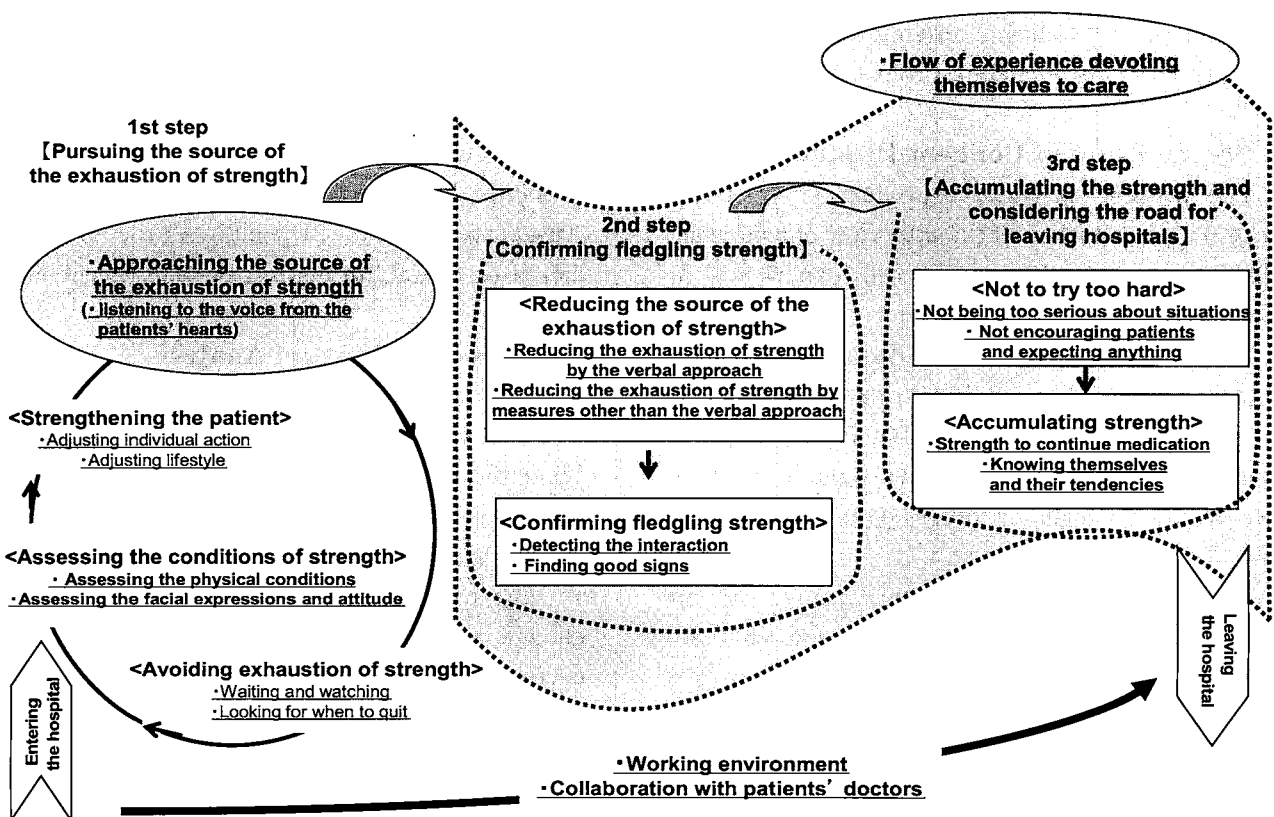 ・Flow of experience devoting
themselves to care
1st step
【Pursuing the source of
the exhaustion of strength】
・Approaching the source of
the exhaustion of strength
(・listening to the voice from the
patients' hearts)
<Strengthening the patient>
・Adjusting individual action
・Adjusting lifestyle
<Assessing the conditions of strength>
・Assessing the physical conditions
・Assessing the facial expressions and attitude
<Avoiding exhaustion of strength>
・Waiting and watching
・Looking for when to quit
Entering
the hospital
2nd step
【Confirming fledgling strength】
<Reducing the source of the
exhaustion of strength>
・Reducing the exhaustion of strength
by the verbal approach
・Reducing the exhaustion of strength by
measures other than the verbal approach
<Confirming fledgling strength>
・Detecting the interaction
・Finding good signs
3rd step
【Accumulating the strength and
considering the road for
leaving hospitals】
<Not to try too hard>
・Not being too serious about situations
・Not encouraging patients
and expecting anything
<Accumulating strength>
・Strength to continue medication
・Knowing themselves
and their tendencies
Leaving
the hospital
・Working environment
・Collaboration with patients' doctors